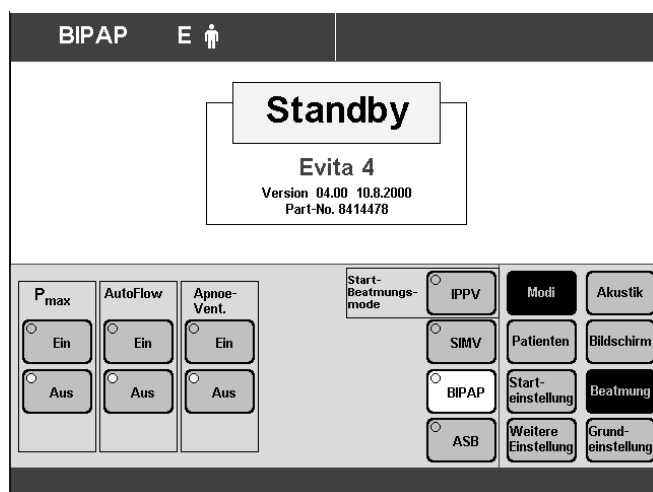 BIPAP E
Standby
Evita 4
Version 04.00 10.8.2000
Part-No. 8414478
Pmax
Ein
Aus
AutoFlow
Ein
Aus
Apnoe-
Vent.
Ein
Aus
Start-
Beatmungs-
mode
IPPV
SIMV
BIPAP
ASB
Modi
Akustik
Patienten
Bildschirm
Start-
einstellung
Beatmung
Weitere
Einstellung
Grund-
einstellung